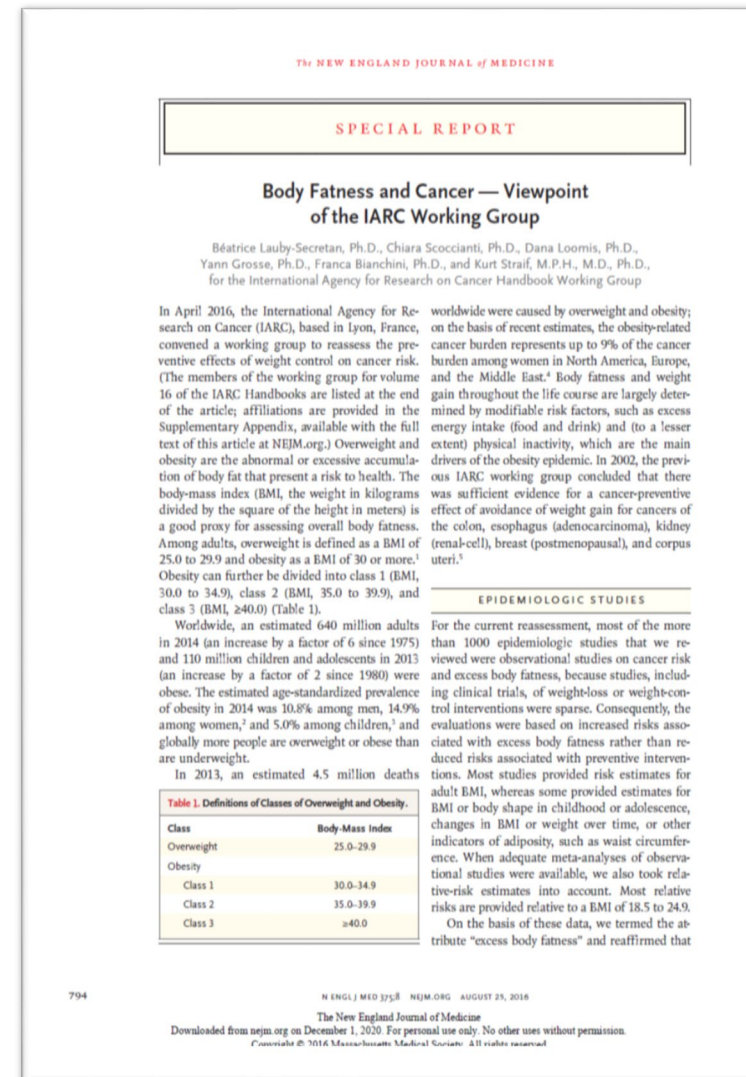 The NEW ENGLAND JOURNAL of MEDICINE
SPECIAL REPORT
Body Fatness and Cancer — Viewpoint
of the IARC Working Group
Béatrice Lauby-Secretan, Ph.D., Chiara Scoccianti, Ph.D., Dana Loomis, Ph.D.,
Yann Grosse, Ph.D., Franca Bianchini, Ph.D., and Kurt Straif, M.P.H., M.D., Ph.D.,
for the International Agency for Research on Cancer Handbook Working Group
In April 2016, the International Agency for Re-
search on Cancer (IARC), based in Lyon, France,
convened a working group to reassess the pre-
ventive effects of weight control on cancer risk.
(The members of the working group for volume
16 of the IARC Handbooks are listed at the end
of the article; affiliations are provided in the
Supplementary Appendix, available with the full
text of this article at NEJM.org.) Overweight and
obesity are the abnormal or excessive accumula-
tion of body fat that present a risk to health. The
body-mass index (BMI, the weight in kilograms
divided by the square of the height in meters) is
a good proxy for assessing overall body fatness.
Among adults, overweight is defined as a BMI of
25.0 to 29.9 and obesity as a BMI of 30 or more.¹
Obesity can further be divided into class 1 (BMI,
30.0 to 34.9), class 2 (BMI, 35.0 to 39.9), and
class 3 (BMI, ≥40.0) (Table 1).
Worldwide, an estimated 640 million adults
in 2014 (an increase by a factor of 6 since 1975)
and 110 million children and adolescents in 2013
(an increase by a factor of 2 since 1980) were
obese. The estimated age-standardized prevalence
of obesity in 2014 was 10.8% among men, 14.9%
among women,² and 5.0% among children,³ and
globally more people are overweight or obese than
are underweight.
In 2013, an estimated 4.5 million deaths
Table 1. Definitions of Classes of Overweight and Obesity.
Class Body-Mass Index
Overweight 25.0–29.9
Obesity
Class 1 30.0–34.9
Class 2 35.0–39.9
Class 3 ≥40.0
worldwide were caused by overweight and obesity;
on the basis of recent estimates, the obesity-related
cancer burden represents up to 9% of the cancer
burden among women in North America, Europe,
and the Middle East.⁴ Body fatness and weight
gain throughout the life course are largely deter-
mined by modifiable risk factors, such as excess
energy intake (food and drink) and (to a lesser
extent) physical inactivity, which are the main
drivers of the obesity epidemic. In 2002, the previ-
ous IARC working group concluded that there
was sufficient evidence for a cancer-preventive
effect of avoidance of weight gain for cancers of
the colon, esophagus (adenocarcinoma), kidney
(renal-cell), breast (postmenopausal), and corpus
uteri.⁵
EPIDEMIOLOGIC STUDIES
For the current reassessment, most of the more
than 1000 epidemiologic studies that we re-
viewed were observational studies on cancer risk
and excess body fatness, because studies, includ-
ing clinical trials, of weight-loss or weight-con-
trol interventions were sparse. Consequently, the
evaluations were based on increased risks asso-
ciated with excess body fatness rather than re-
duced risks associated with preventive interven-
tions. Most studies provided risk estimates for
adult BMI, whereas some provided estimates for
BMI or body shape in childhood or adolescence,
changes in BMI or weight over time, or other
indicators of adiposity, such as waist circumfer-
ence. When adequate meta-analyses of observa-
tional studies were available, we also took rela-
tive-risk estimates into account. Most relative
risks are provided relative to a BMI of 18.5 to 24.9.
On the basis of these data, we termed the at-
tribute “excess body fatness” and reaffirmed that
794 N ENGL J MED 375;8 NEJM.ORG AUGUST 25, 2016
The New England Journal of Medicine
Downloaded from nejm.org on December 1, 2020. For personal use only. No other uses without permission.
Copyright © 2016 Massachusetts Medical Society. All rights reserved.